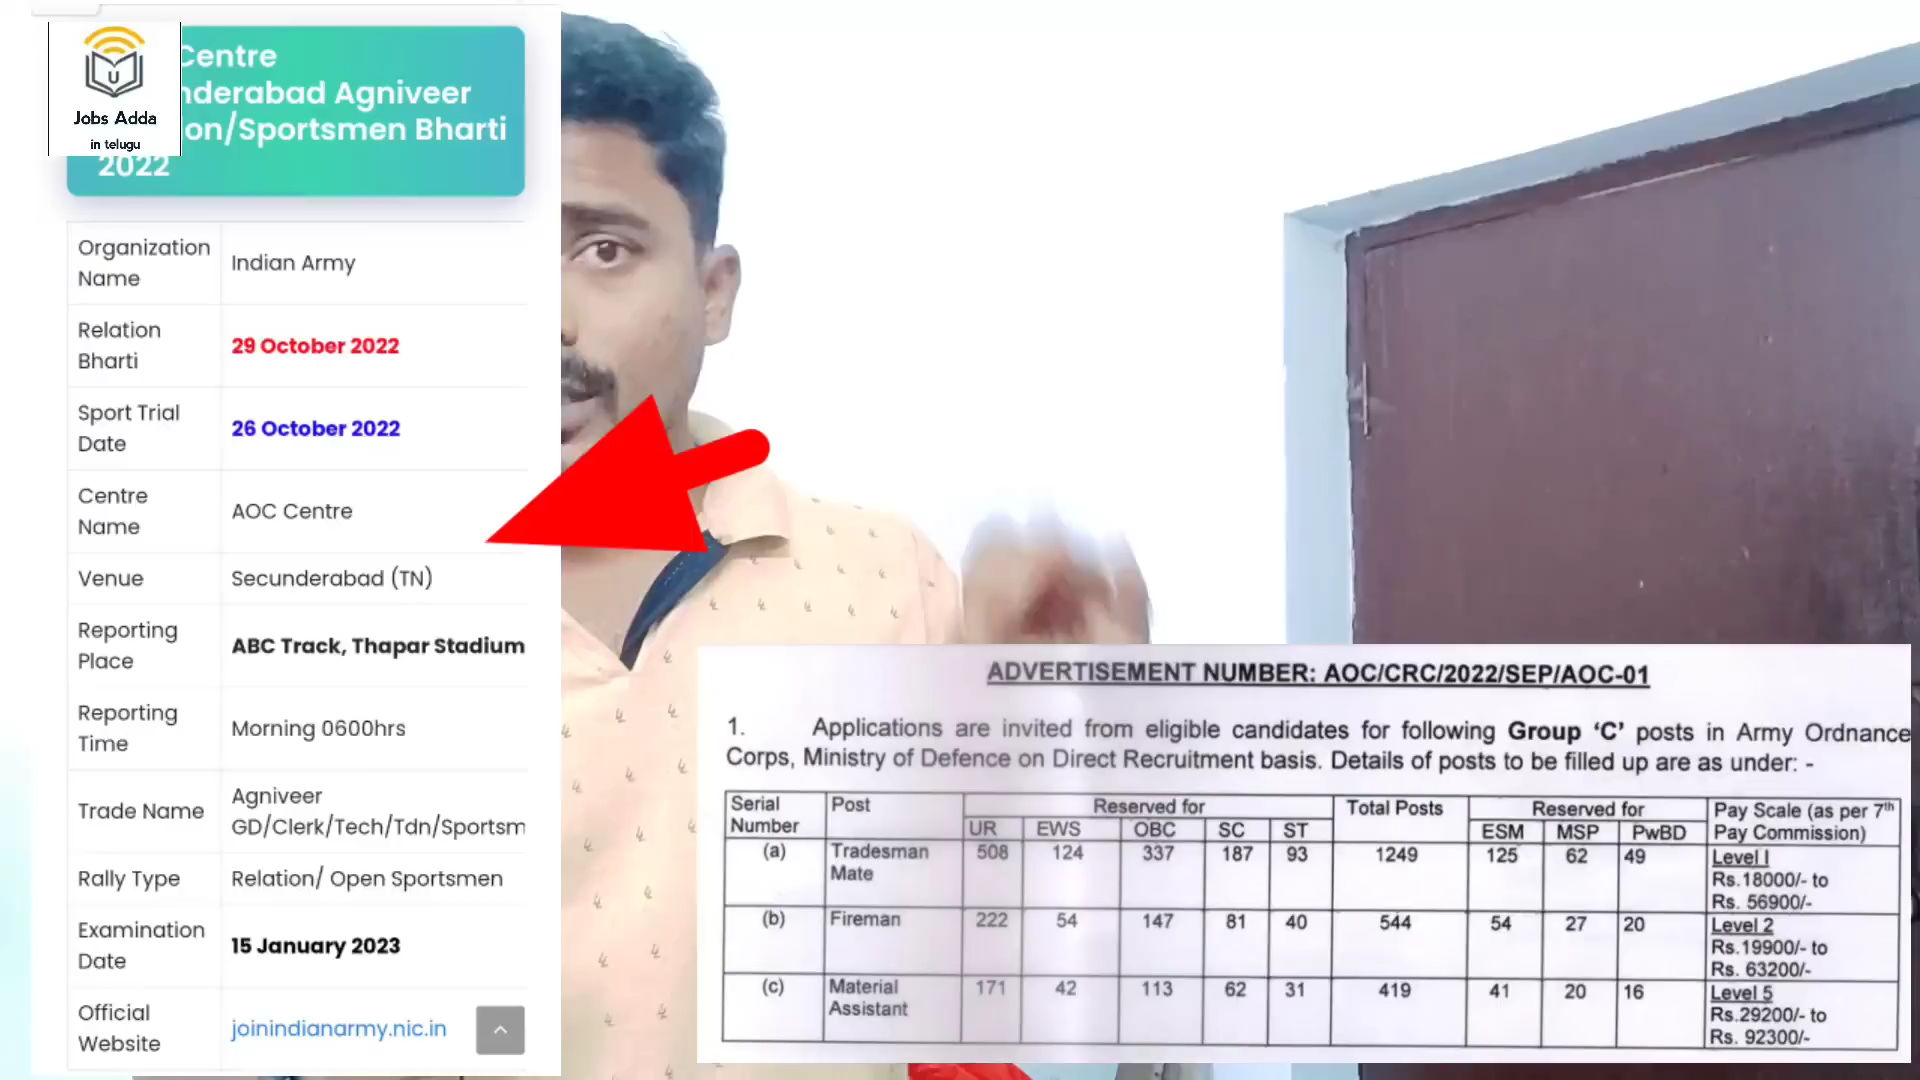 Centre
nderabad Agniveer
on/Sportsmen Bharti
2022
U
Jobs Adda
in telugu
Organization Name Indian Army
Relation Bharti 29 October 2022
Sport Trial Date 26 October 2022
Centre Name AOC Centre
Venue Secunderabad (TN)
Reporting Place ABC Track, Thapar Stadium
Reporting Time Morning 0600hrs
Trade Name Agniveer
GD/Clerk/Tech/Tdn/Sportsm
Rally Type Relation/ Open Sportsmen
Examination Date 15 January 2023
Official Website joinindianarmy.nic.in
ADVERTISEMENT NUMBER: AOC/CRC/2022/SEP/AOC-01
1. Applications are invited from eligible candidates for following Group ‘C’ posts in Army Ordnance
Corps, Ministry of Defence on Direct Recruitment basis. Details of posts to be filled up are as under: -
Serial Number Post Reserved for Total Posts Reserved for Pay Scale (as per 7th Pay Commission)
UR EWS OBC SC ST ESM MSP PwBD
(a) Tradesman Mate 508 124 337 187 93 1249 125 62 49 Level I
Rs.18000/- to
Rs. 56900/-
(b) Fireman 222 54 147 81 40 544 54 27 20 Level 2
Rs.19900/- to
Rs. 63200/-
(c) Material Assistant 171 42 113 62 31 419 41 20 16 Level 5
Rs.29200/- to
Rs. 92300/-